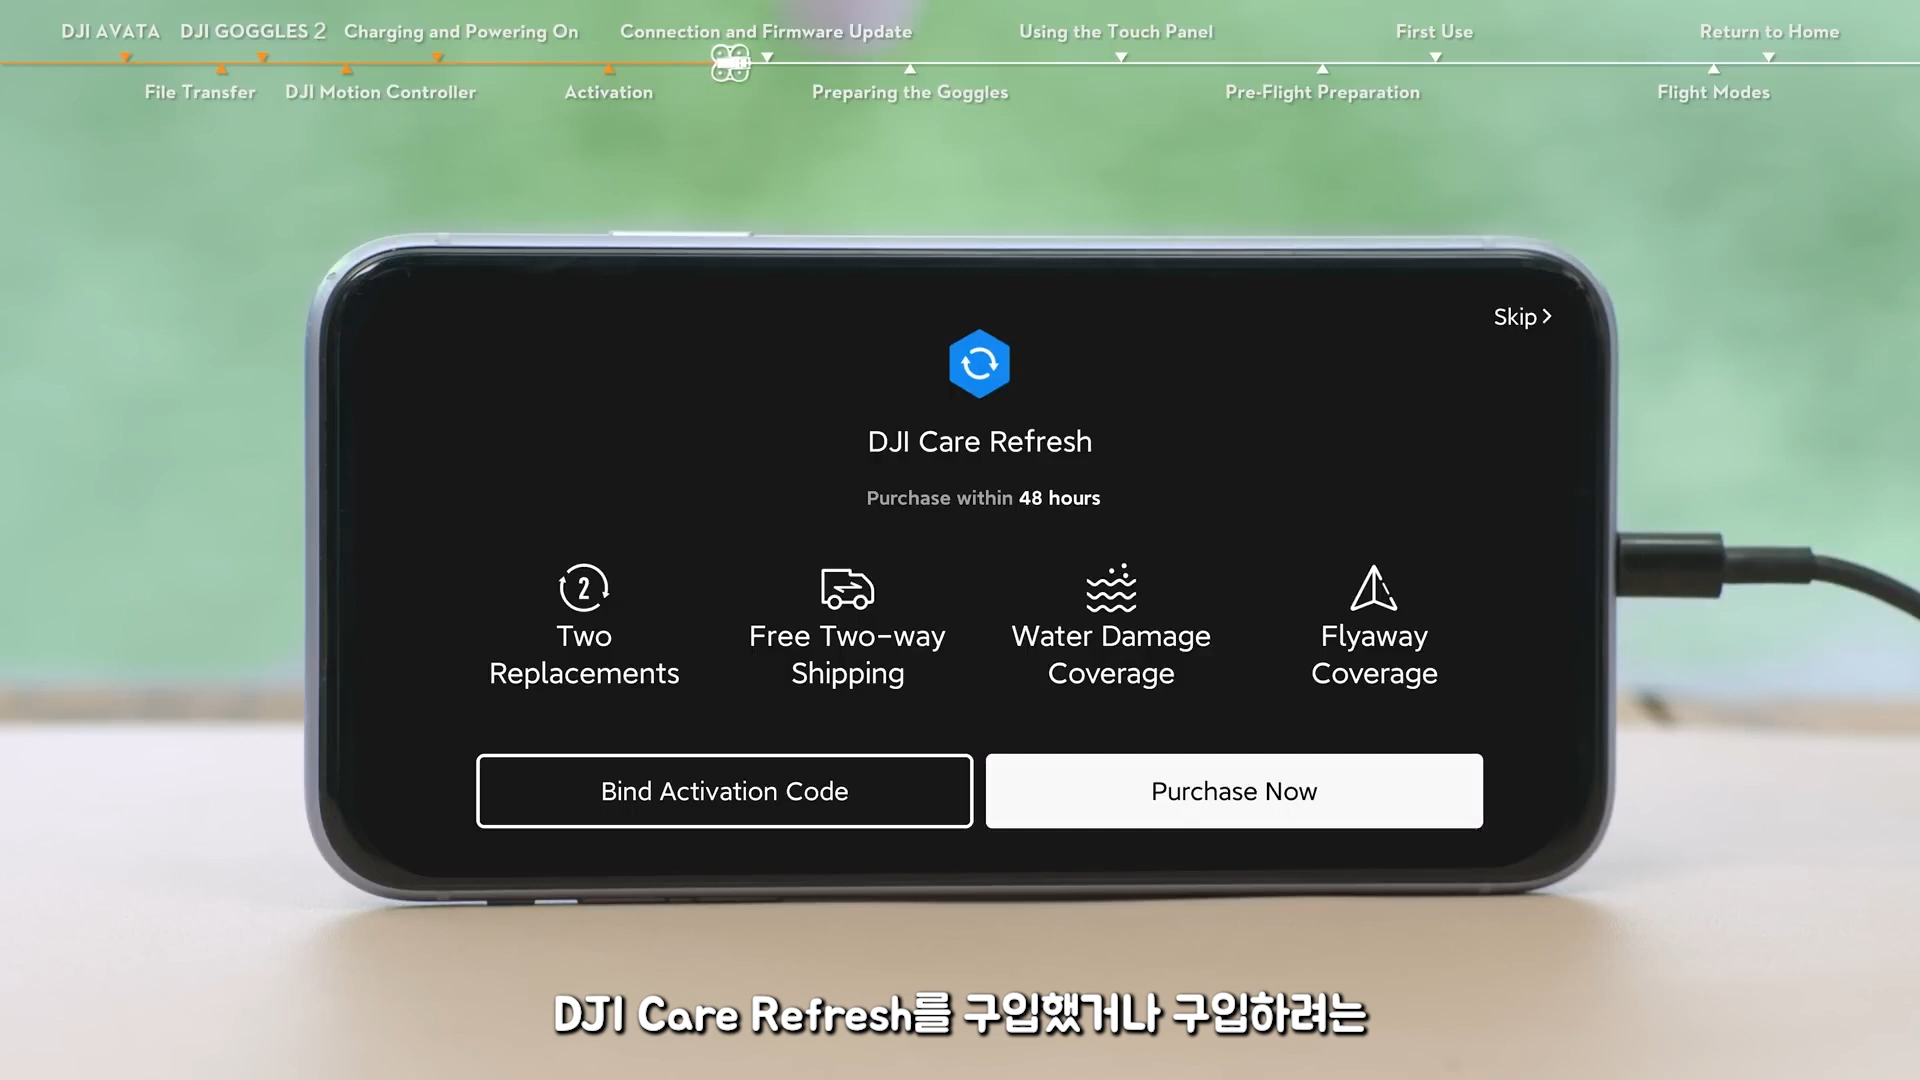 DJI AVATA
DJI GOGGLES 2
Charging and Powering On
Connection and Firmware Update
Using the Touch Panel
First Use
Return to Home
File Transfer
DJI Motion Controller
Activation
Preparing the Goggles
Pre-Flight Preparation
Flight Modes
Skip
DJI Care Refresh
Purchase within 48 hours
2
Two
Replacements
Free Two-way
Shipping
Water Damage
Coverage
Flyaway
Coverage
Bind Activation Code
Purchase Now
DJI Care Refresh를 구입했거나 구입하려는